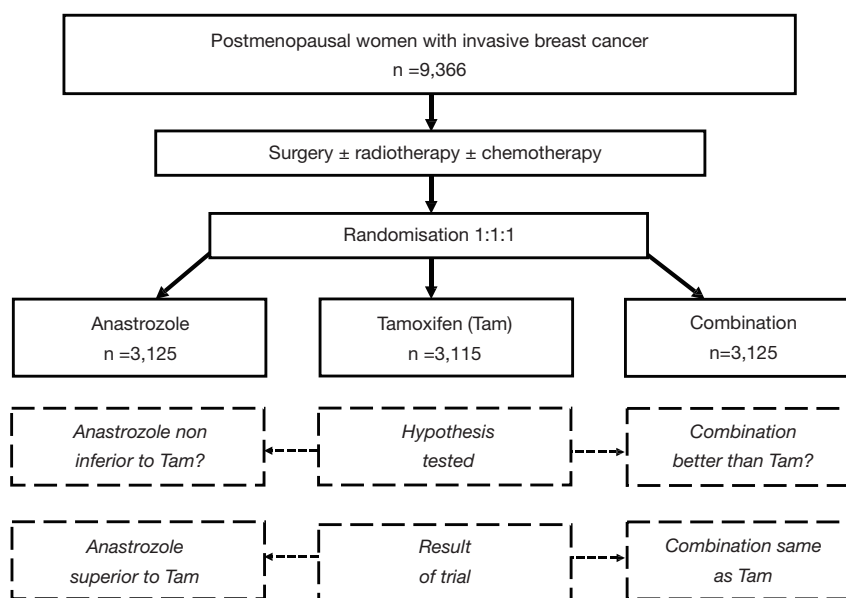 Postmenopausal women with invasive breast cancer
n =9,366
Surgery ± radiotherapy ± chemotherapy
Randomisation 1:1:1
Anastrozole
n =3,125
Tamoxifen (Tam)
n =3,115
Combination
n=3,125
Anastrozole non
inferior to Tam?
Hypothesis
tested
Combination
better than Tam?
Anastrozole
superior to Tam
Result
of trial
Combination same
as Tam